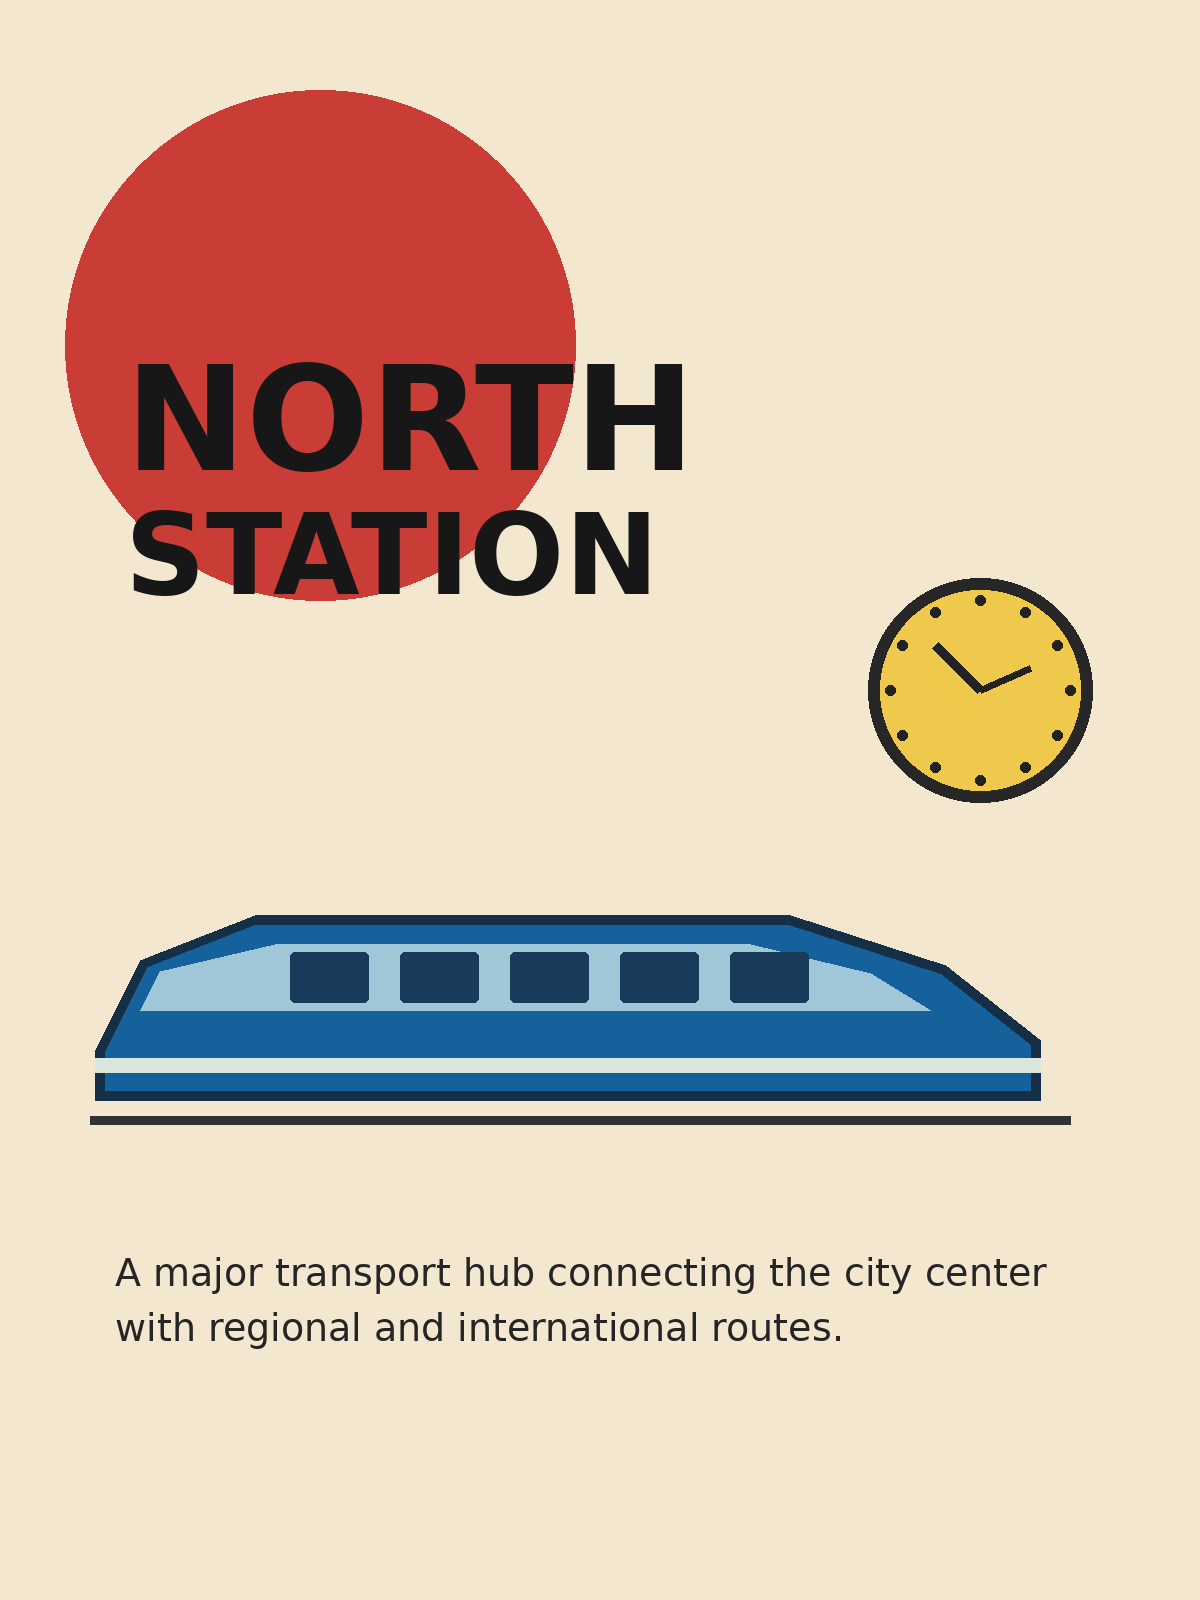 NORTH
STATION
A major transport hub connecting the city center
with regional and international routes.